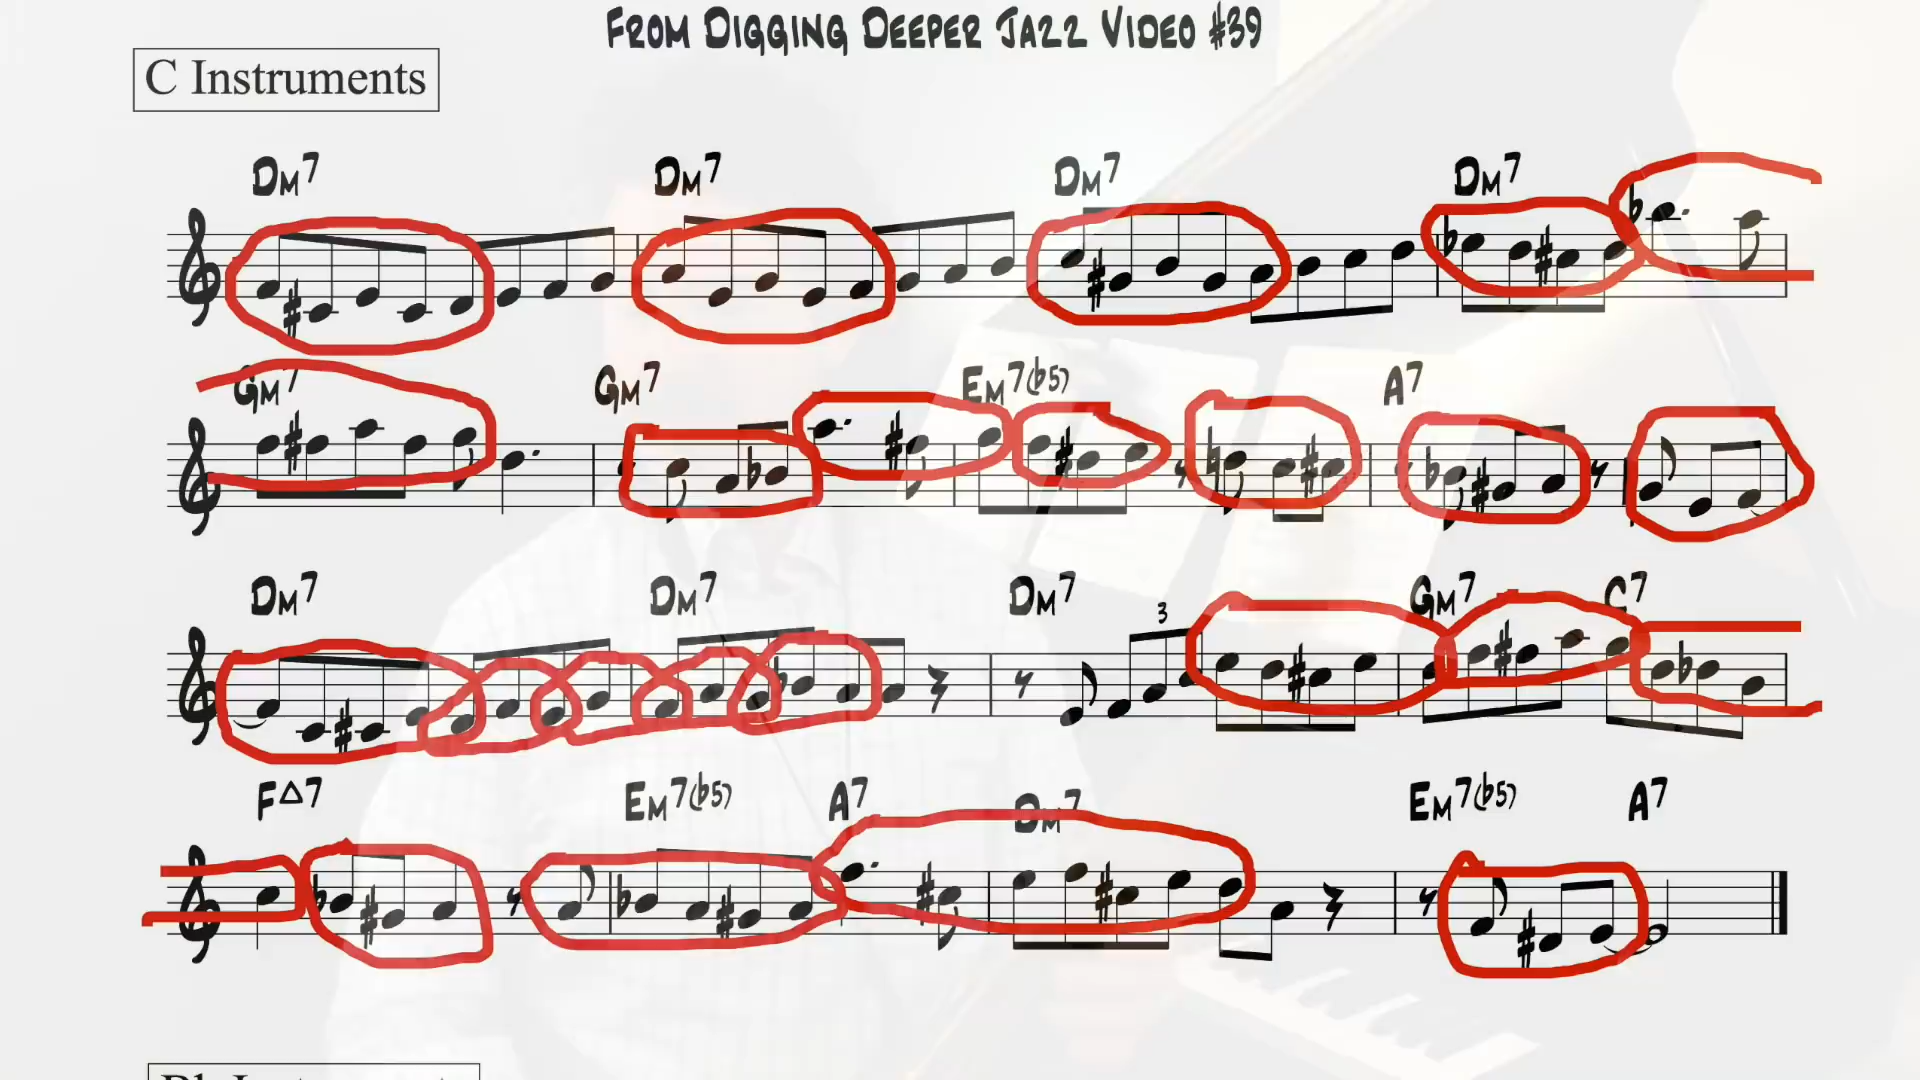 From Digging Deeper Jazz Video #39
C Instruments
Dm7 Dm7 Dm7 Dm7
Gm7 Gm7 Em7(b5) A7
Dm7 Dm7 Dm7 3 Gm7 C7
F△7 Em7(b5) A7 Dm7 Em7(b5) A7